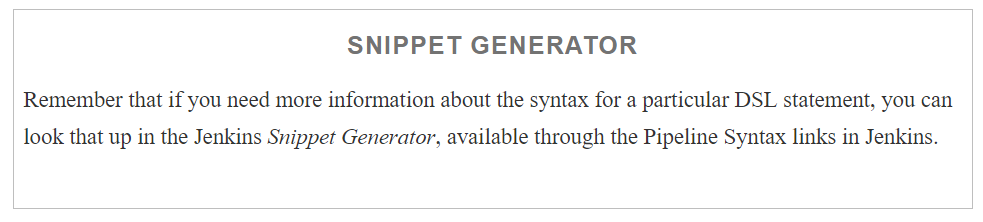 SNIPPET GENERATOR
Remember that if you need more information about the syntax for a particular DSL statement, you can
look that up in the Jenkins Snippet Generator, available through the Pipeline Syntax links in Jenkins.